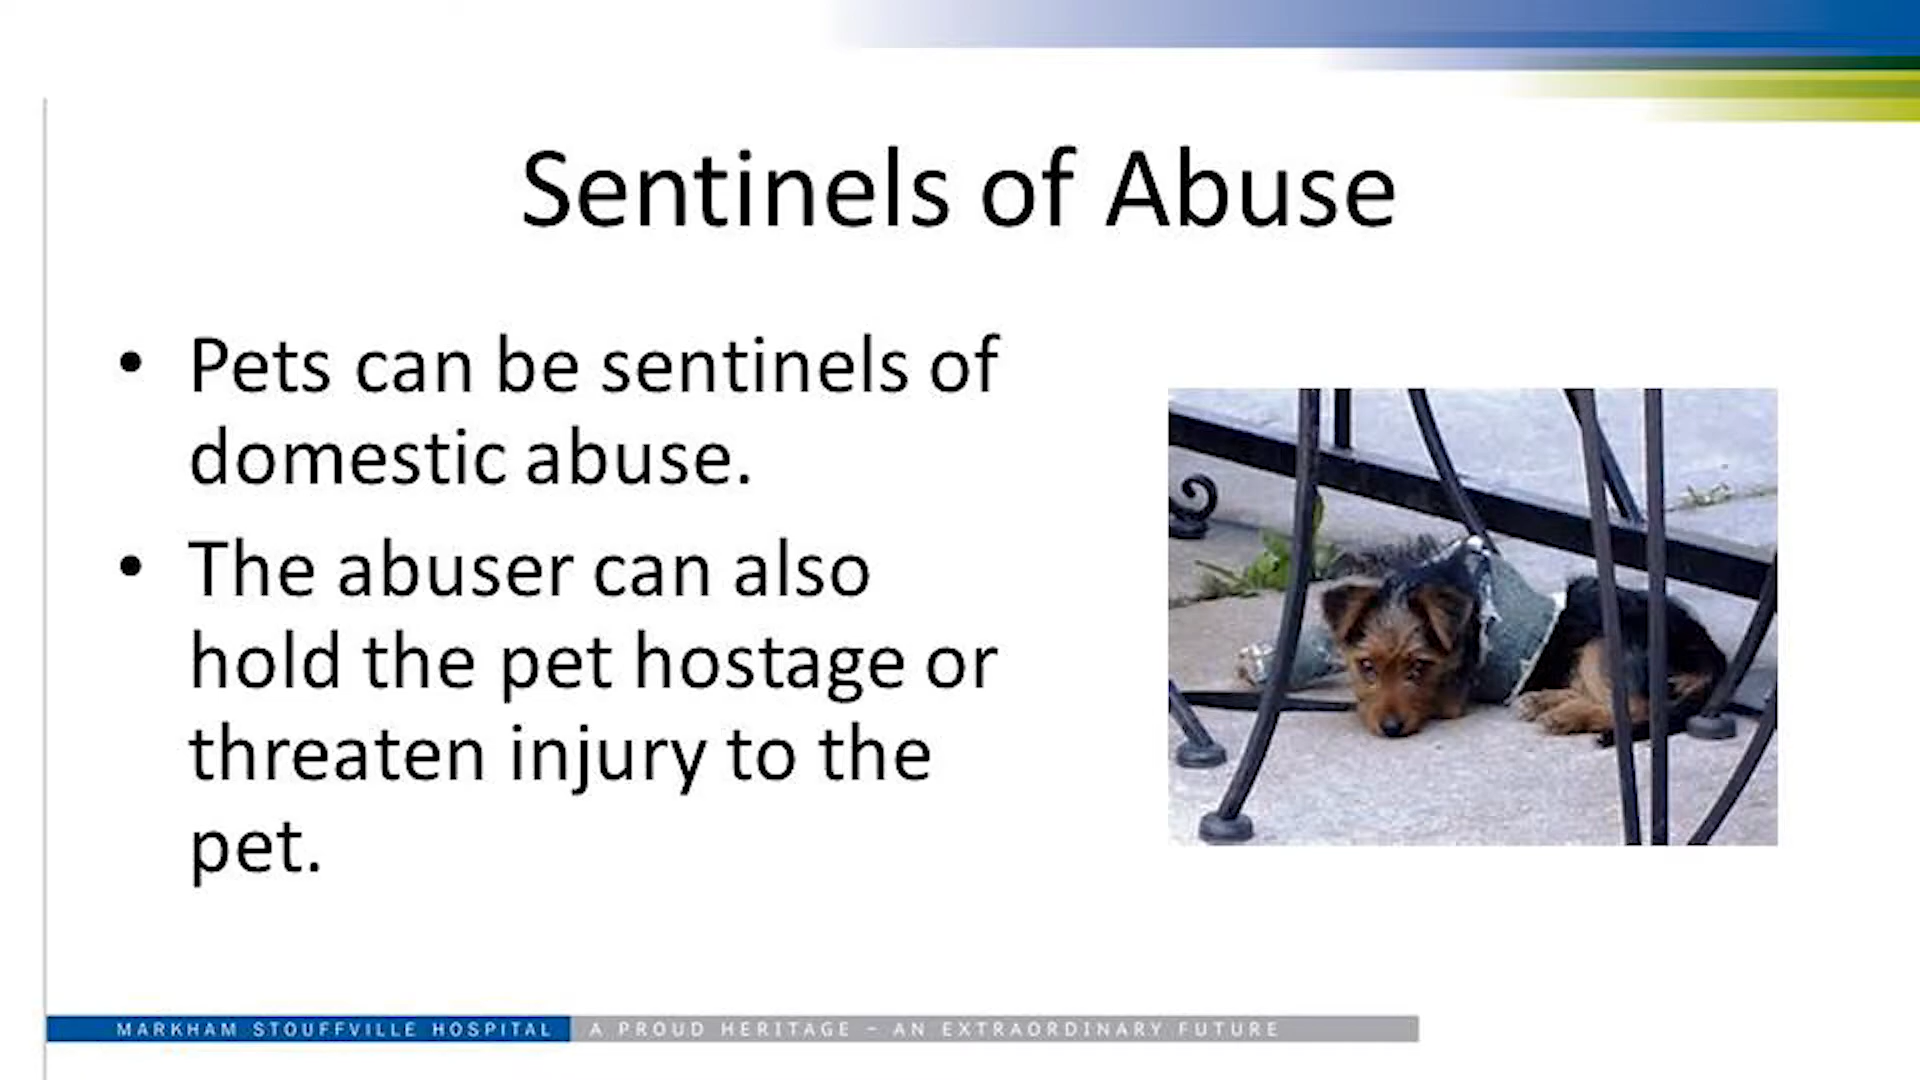 Sentinels of Abuse
• Pets can be sentinels of
domestic abuse.
• The abuser can also
hold the pet hostage or
threaten injury to the
pet.
MARKHAM STOUFFVILLE HOSPITAL A PROUD HERITAGE – AN EXTRAORDINARY FUTURE